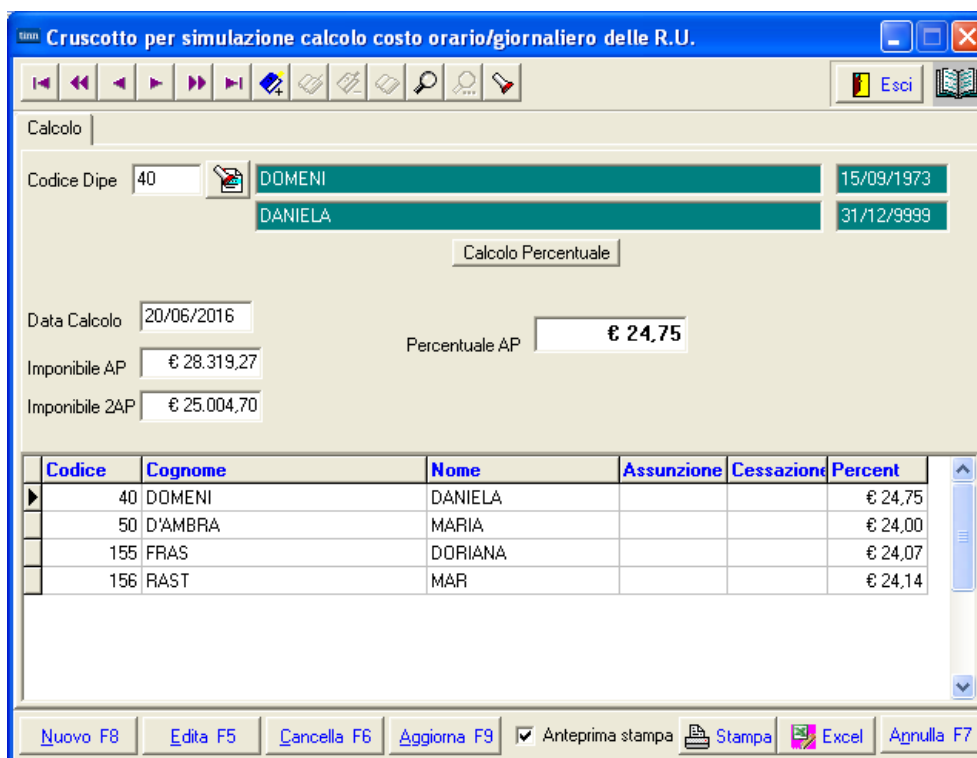 tinn Cruscotto per simulazione calcolo costo orario/giornaliero delle R.U.
Esci
Calcolo
Codice Dipe 40 DOMENI 15/09/1973
DANIELA 31/12/9999
Calcolo Percentuale
Data Calcolo 20/06/2016
Percentuale AP € 24,75
Imponibile AP € 28.319,27
Imponibile 2AP € 25.004,70
Codice Cognome Nome Assunzione Cessazione Percent
40 DOMENI DANIELA € 24,75
50 D'AMBRA MARIA € 24,00
155 FRAS DORIANA € 24,07
156 RAST MAR € 24,14
Nuovo F8 Edita F5 Cancella F6 Aggiorna F9 Anteprima stampa Stampa Excel Annulla F7